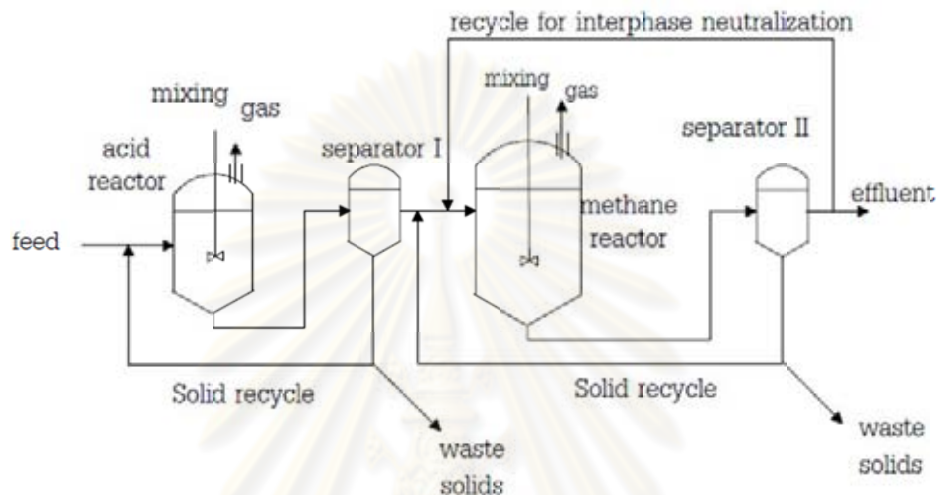 recycle for interphase neutralization
mixing
gas
acid
reactor
separator I
mixing
gas
separator II
feed
methane
reactor
effluent
Solid recycle
Solid recycle
waste
solids
waste
solids